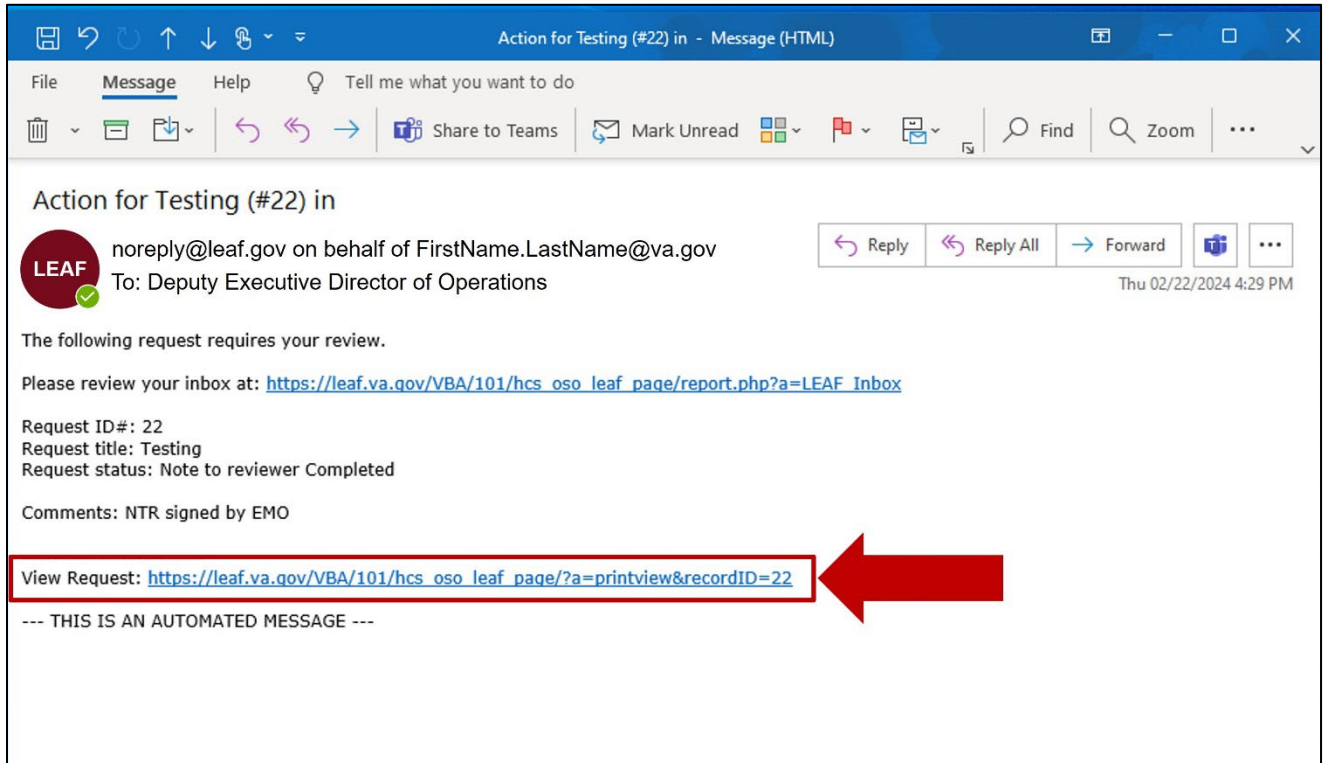 Action for Testing (#22) in - Message (HTML)
File Message Help Tell me what you want to do
Share to Teams Mark Unread Find Zoom
Action for Testing (#22) in
LEAF
noreply@leaf.gov on behalf of FirstName.LastName@va.gov
To: Deputy Executive Director of Operations
Reply Reply All Forward
Thu 02/22/2024 4:29 PM
The following request requires your review.
Please review your inbox at: https://leaf.va.gov/VBA/101/hcs_oso_leaf_page/report.php?a=LEAF_Inbox
Request ID#: 22
Request title: Testing
Request status: Note to reviewer Completed
Comments: NTR signed by EMO
View Request: https://leaf.va.gov/VBA/101/hcs_oso_leaf_page/?a=printview&recordID=22
--- THIS IS AN AUTOMATED MESSAGE ---